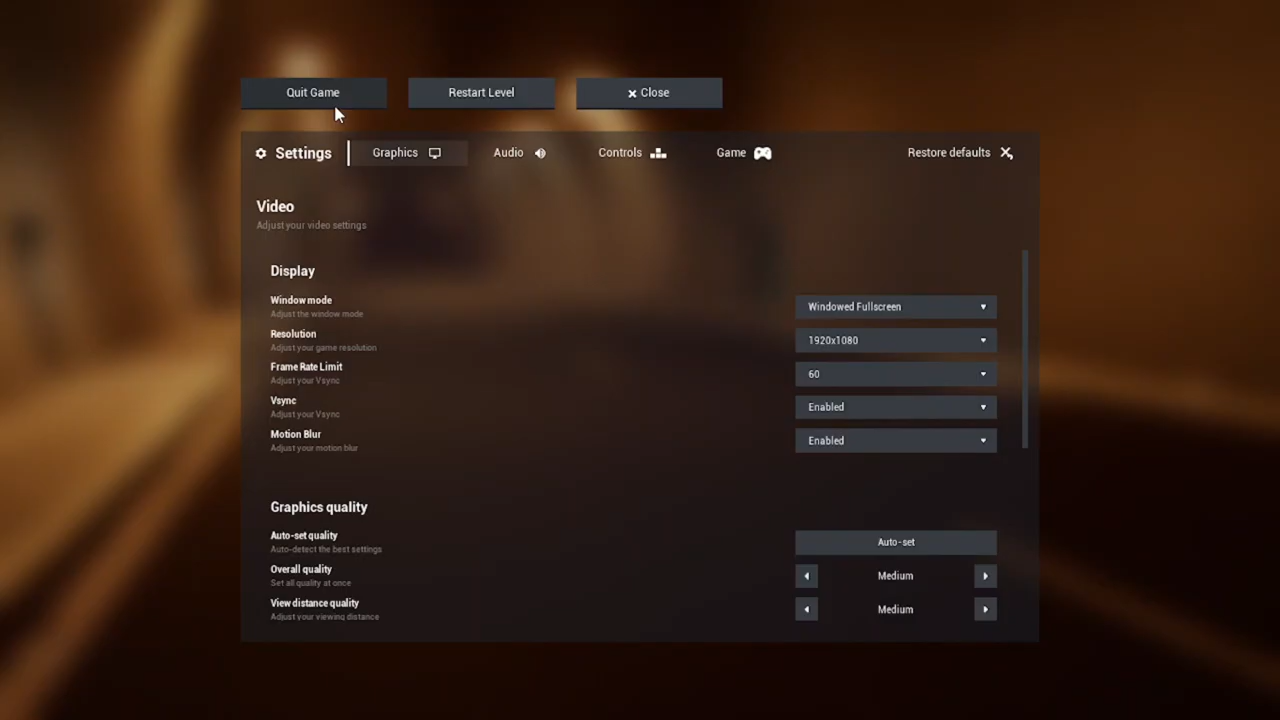 Quit Game
Restart Level
Close
Settings
Graphics
Audio
Controls
Game
Restore defaults
Video
Adjust your video settings
Display
Window mode
Adjust the window mode
Windowed Fullscreen
Resolution
Adjust your game resolution
1920x1080
Frame Rate Limit
Adjust your Vsync
60
Vsync
Adjust your Vsync
Enabled
Motion Blur
Adjust your motion blur
Enabled
Graphics quality
Auto-set quality
Auto-detect the best settings
Auto-set
Overall quality
Set all quality at once
Medium
View distance quality
Adjust your viewing distance
Medium